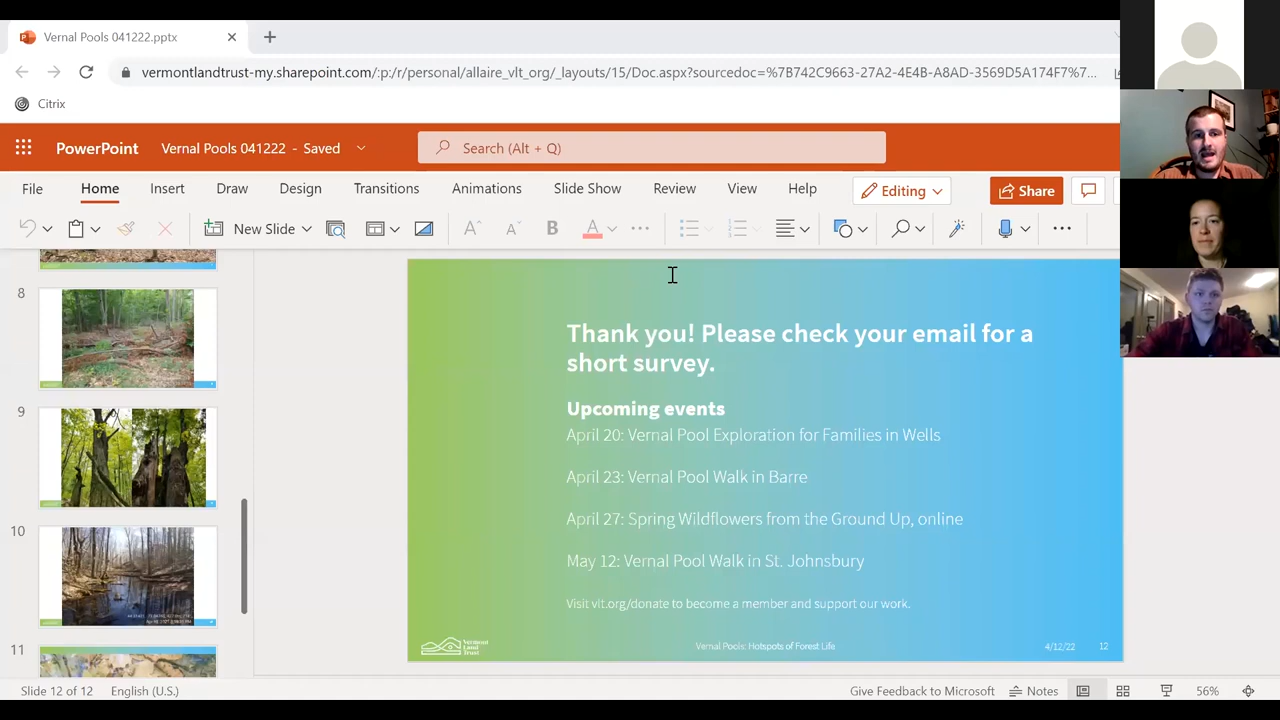 Vernal Pools 041222.pptx
vermontlandtrust-my.sharepoint.com/:p:/r/personal/allaire_vlt_org/_layouts/15/Doc.aspx?sourcedoc=%7B742C9663-27A2-4E4B-A8AD-3569D5A174F7%7...
Citrix
PowerPoint Vernal Pools 041222 - Saved Search (Alt + Q)
File Home Insert Draw Design Transitions Animations Slide Show Review View Help Editing Share
New Slide
8
9
10
11
Thank you! Please check your email for a
short survey.
Upcoming events
April 20: Vernal Pool Exploration for Families in Wells
April 23: Vernal Pool Walk in Barre
April 27: Spring Wildflowers from the Ground Up, online
May 12: Vernal Pool Walk in St. Johnsbury
Visit vlt.org/donate to become a member and support our work.
Vermont
Land
Trust
Vernal Pools: Hotspots of Forest Life 4/12/22 12
Slide 12 of 12 English (U.S.) Give Feedback to Microsoft Notes 56%